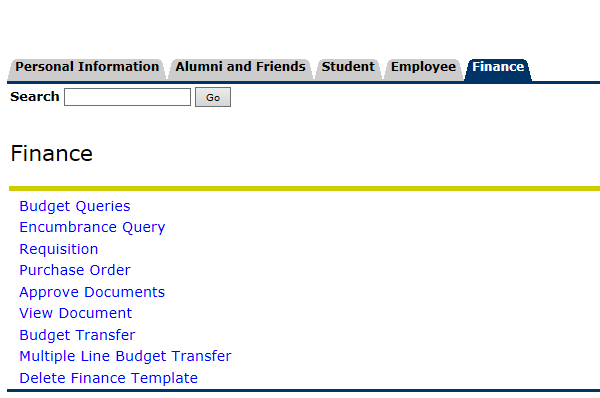 Personal Information Alumni and Friends Student Employee Finance
Search Go
Finance
Budget Queries
Encumbrance Query
Requisition
Purchase Order
Approve Documents
View Document
Budget Transfer
Multiple Line Budget Transfer
Delete Finance Template